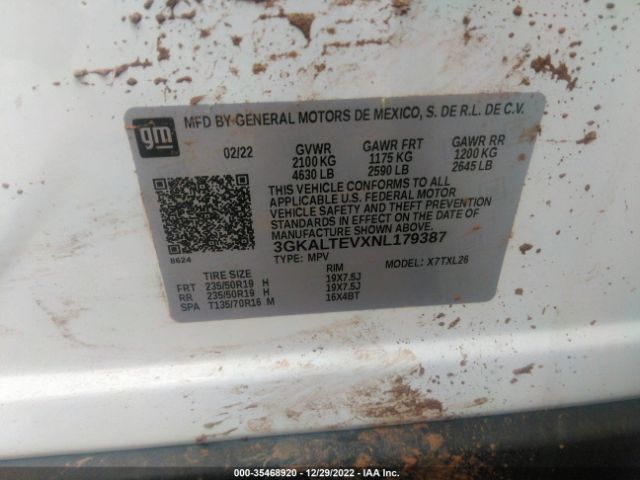 gm
MFD BY GENERAL MOTORS DE MEXICO, S. DE R.L. DE C.V.
02/22 GVWR GAWR FRT GAWR RR
2100 KG 1175 KG 1200 KG
4630 LB 2590 LB 2645 LB
THIS VEHICLE CONFORMS TO ALL
APPLICABLE U.S. FEDERAL MOTOR
VEHICLE SAFETY AND THEFT PREVENTION
STANDARDS IN EFFECT ON THE DATE OF
MANUFACTURE SHOWN ABOVE.
3GKALTEVXNL179387
8624 TYPE: MPV MODEL: X7TXL26
TIRE SIZE RIM
FRT 235/50R19 H 19X7.5J
RR 235/50R19 H 19X7.5J
SPA T135/70R16 M 16X4BT
000-35468920 - 12/29/2022 - IAA Inc.